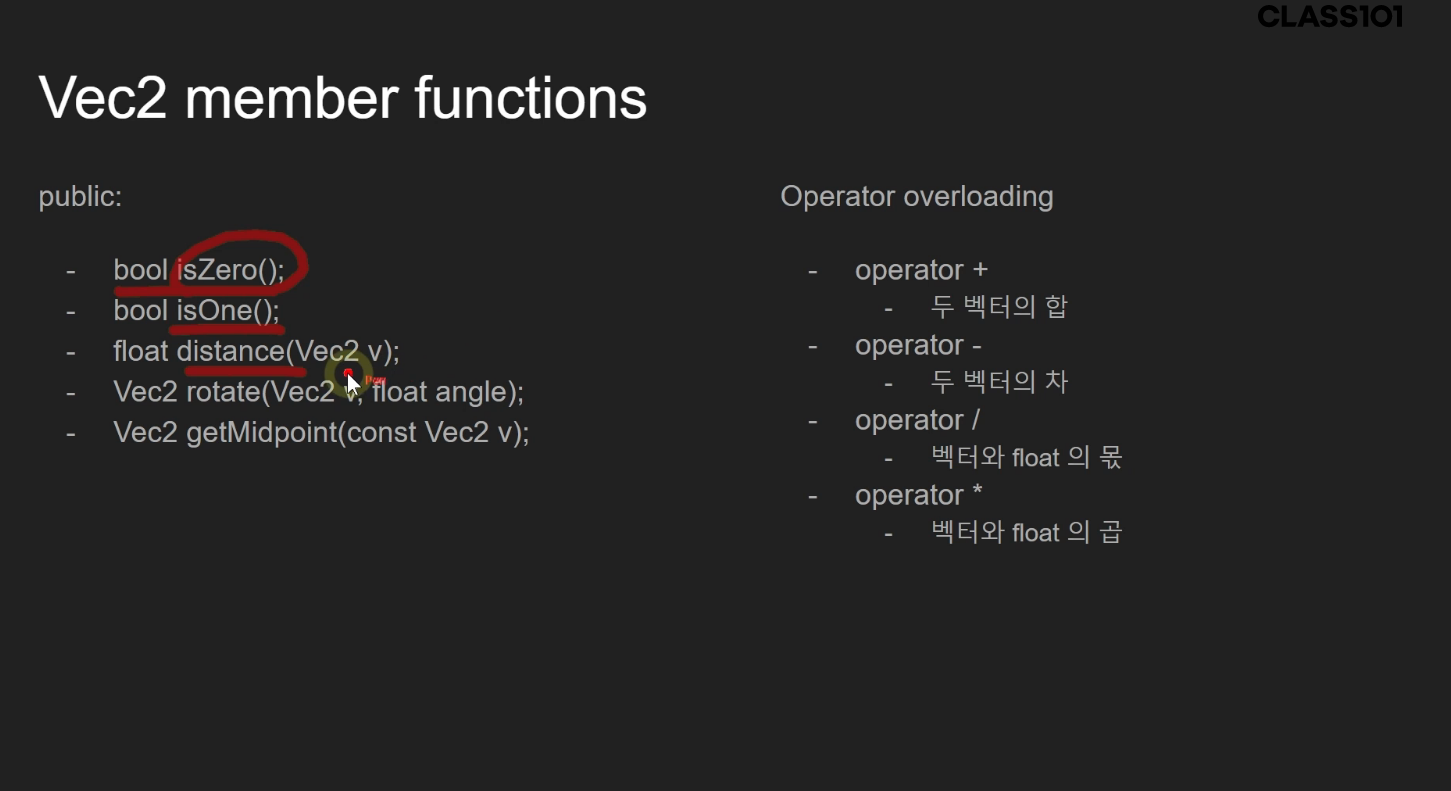 CLASS101
Vec2 member functions
public:
- bool isZero();
- bool isOne();
- float distance(Vec2 v);
- Vec2 rotate(Vec2 v, float angle);
- Vec2 getMidpoint(const Vec2 v);
Operator overloading
- operator +
- 두 벡터의 합
- operator -
- 두 벡터의 차
- operator /
- 벡터와 float 의 몫
- operator *
- 벡터와 float 의 곱